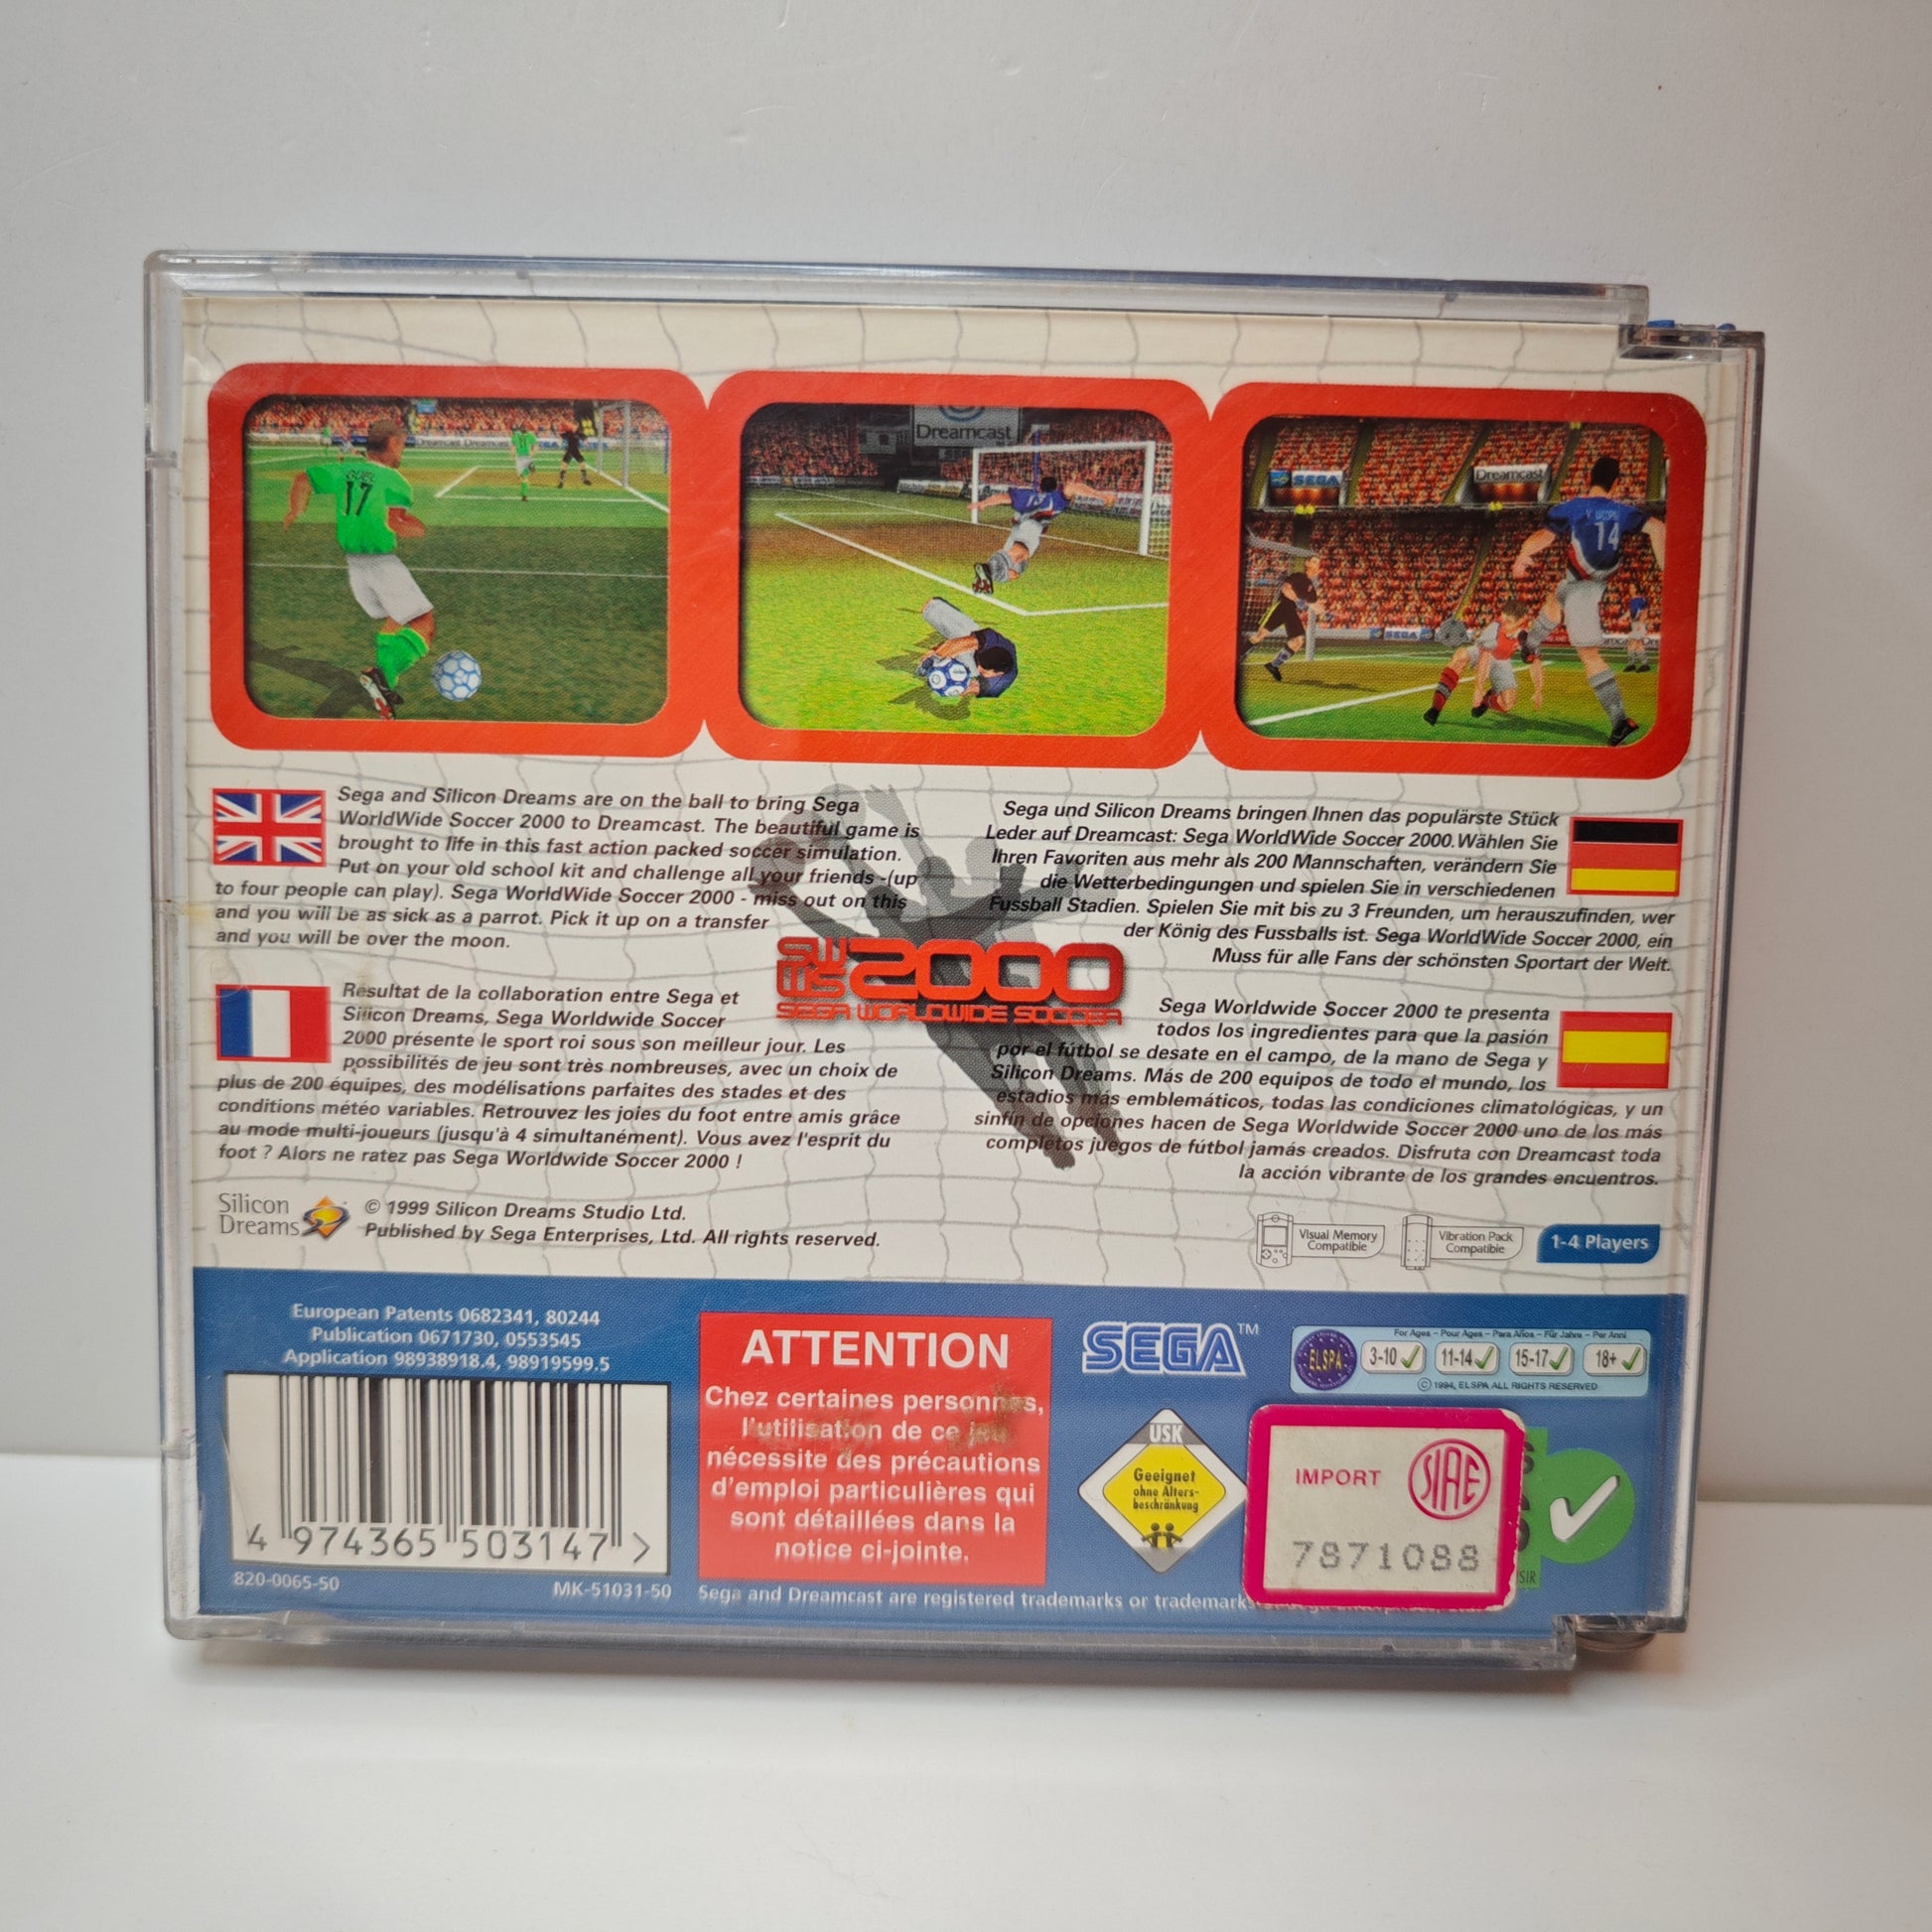 17
Dreamcast Dreamcast
SEGA
Dreamcast
SEGA
Dreamcast
14
SEGA
Sega and Silicon Dreams are on the ball to bring Sega
WorldWide Soccer 2000 to Dreamcast. The beautiful game is
brought to life in this fast action packed soccer simulation.
Put on your old school kit and challenge all your friends -(up
to four people can play). Sega WorldWide Soccer 2000 - miss out on this
and you will be as sick as a parrot. Pick it up on a transfer
and you will be over the moon.
Sega und Silicon Dreams bringen Ihnen das populärste Stück
Leder auf Dreamcast: Sega WorldWide Soccer 2000.Wählen Sie
Ihren Favoriten aus mehr als 200 Mannschaften, verändern Sie
die Wetterbedingungen und spielen Sie in verschiedenen
Fussball Stadien. Spielen Sie mit bis zu 3 Freunden, um herauszufinden, wer
der König des Fussballs ist. Sega WorldWide Soccer 2000, ein
Muss für alle Fans der schönsten Sportart der Welt.
SWWS 2000
SEGA WORLDWIDE SOCCER
Resultat de la collaboration entre Sega et
Silicon Dreams, Sega Worldwide Soccer
2000 présente le sport roi sous son meilleur jour. Les
possibilités de jeu sont très nombreuses, avec un choix de
plus de 200 équipes, des modélisations parfaites des stades et des
conditions météo variables. Retrouvez les joies du foot entre amis grâce
au mode multi-joueurs (jusqu'à 4 simultanément). Vous avez l'esprit du
foot ? Alors ne ratez pas Sega Worldwide Soccer 2000 !
Sega Worldwide Soccer 2000 te presenta
todos los ingredientes para que la pasión
por el fútbol se desate en el campo, de la mano de Sega y
Silicon Dreams. Más de 200 equipos de todo el mundo, los
estadios más emblemáticos, todas las condiciones climatológicas, y un
sinfín de opciones hacen de Sega Worldwide Soccer 2000 uno de los más
completos juegos de fútbol jamás creados. Disfruta con Dreamcast toda
la acción vibrante de los grandes encuentros.
Silicon
Dreams
© 1999 Silicon Dreams Studio Ltd.
Published by Sega Enterprises, Ltd. All rights reserved.
Visual Memory
Compatible
Vibration Pack
Compatible
1-4 Players
European Patents 0682341, 80244
Publication 0671730, 0553545
Application 98938918.4, 98919599.5
4 974365 503147 >
820-0065-50
MK-51031-50
ATTENTION
Chez certaines personnes,
l'utilisation de ce jeu
nécessite des précautions
d'emploi particulières qui
sont détaillées dans la
notice ci-jointe.
SEGA™
ELSPA
For Ages – Pour Ages – Para Años – Für Jahre – Per Anni
3-10 11-14 15-17 18+
© 1994, ELSPA ALL RIGHTS RESERVED
USK
Geeignet
ohne Alters-
beschränkung
IMPORT
SIAE
7871088
Sega and Dreamcast are registered trademarks or trademarks